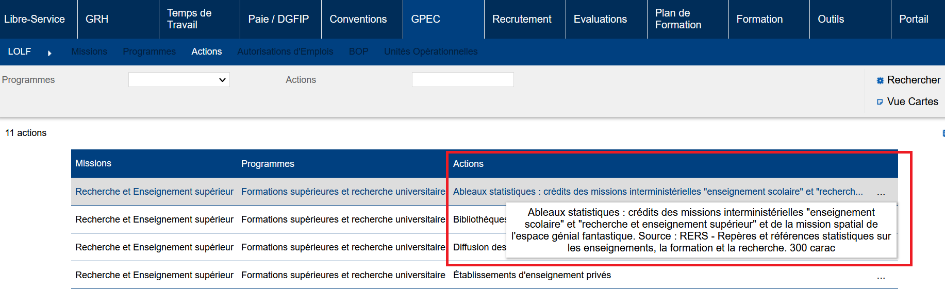 Libre-Service GRH Temps de Travail Paie / DGFIP Conventions GPEC Recrutement Evaluations Plan de Formation Formation Outils Portail
LOLF Missions Programmes Actions Autorisations d'Emplois BOP Unités Opérationnelles
Programmes Actions Rechercher
Vue Cartes
11 actions
Missions Programmes Actions
Recherche et Enseignement supérieur Formations supérieures et recherche universitaire Ableaux statistiques : crédits des missions interministérielles "enseignement scolaire" et "recherch... ...
Recherche et Enseignement supérieur Formations supèrieures et recherche universitaire Bibliothèques
Recherche et Enseignement supérieur Formations supèrieures et recherche universitaire Diffusion des
Ableaux statistiques : crédits des missions interministérielles "enseignement
scolaire" et "recherche et enseignement supérieur" et de la mission spatial de
l'espace génial fantastique. Source : RERS - Repères et références statistiques sur
les enseignements, la formation et la recherche. 300 carac
Recherche et Enseignement supérieur Formations supèrieures et recherche universitaire Établissements d'enseignement privés ...